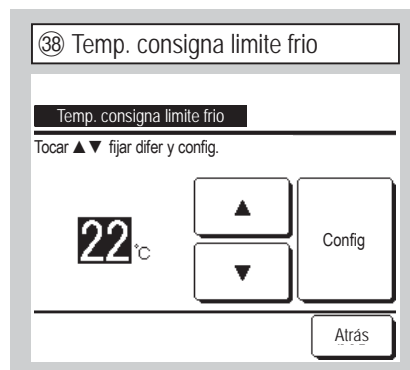 ㊳ Temp. consigna limite frio
Temp. consigna limite frio
Tocar ▲▼ fijar difer y config.
▲
22°C
Config
▼
Atrás